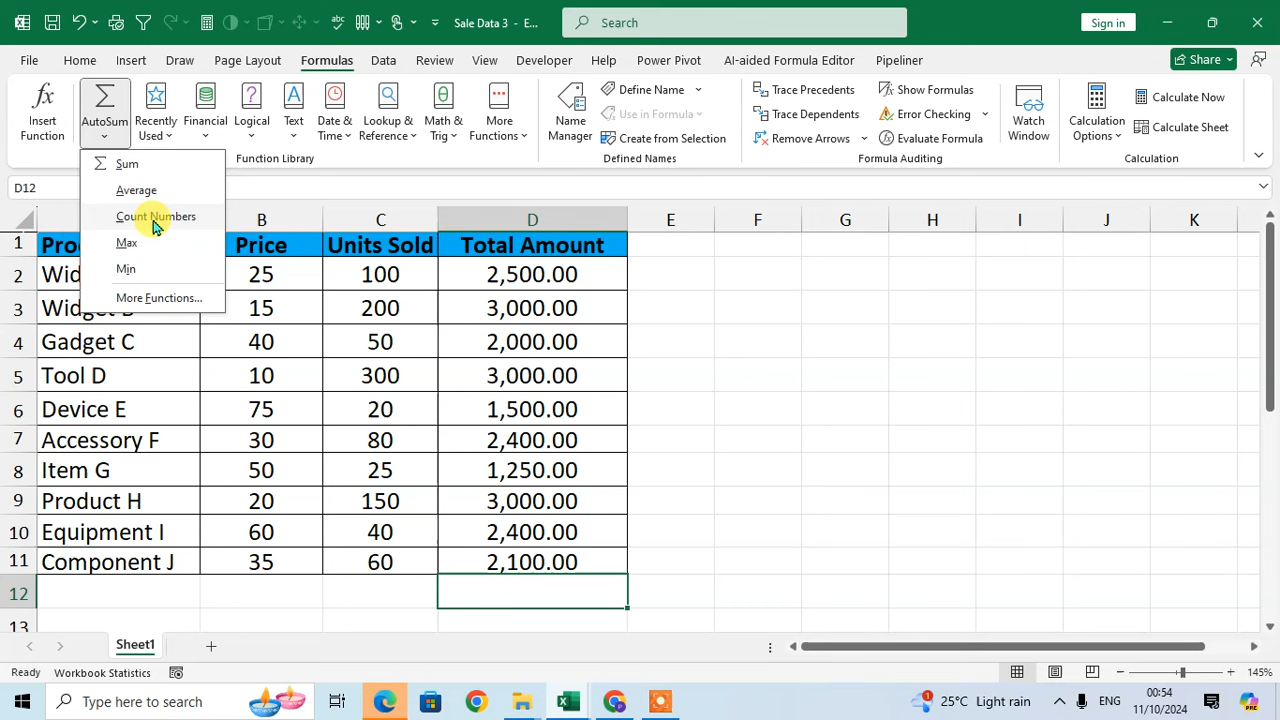 Sale Data 3 - E...
Search
Sign in
File Home Insert Draw Page Layout Formulas Data Review View Developer Help Power Pivot AI-aided Formula Editor Pipeliner
Share
Insert Function
AutoSum
Recently Used
Financial
Logical
Text
Date & Time
Lookup & Reference
Math & Trig
More Functions
Function Library
Name Manager
Define Name
Use in Formula
Create from Selection
Defined Names
Trace Precedents
Trace Dependents
Remove Arrows
Show Formulas
Error Checking
Evaluate Formula
Formula Auditing
Watch Window
Calculation Options
Calculate Now
Calculate Sheet
Calculation
Sum
Average
Count Numbers
Max
Min
More Functions...
D12
B C D E F G H I J K
1 Price Units Sold Total Amount
2 25 100 2,500.00
3 15 200 3,000.00
4 Gadget C 40 50 2,000.00
5 Tool D 10 300 3,000.00
6 Device E 75 20 1,500.00
7 Accessory F 30 80 2,400.00
8 Item G 50 25 1,250.00
9 Product H 20 150 3,000.00
10 Equipment I 60 40 2,400.00
11 Component J 35 60 2,100.00
12
13
Sheet1
Ready Workbook Statistics 145%
Type here to search
1 25°C Light rain ENG 00:54
11/10/2024